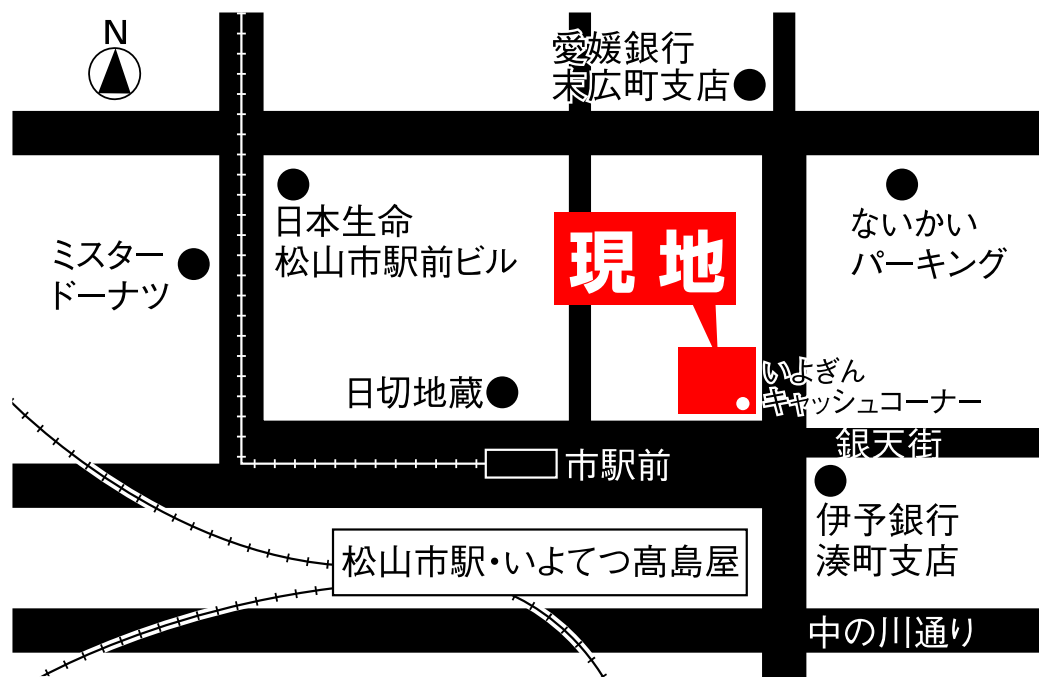 N
愛媛銀行
末広町支店
日本生命
松山市駅前ビル
ミスター
ドーナツ
現地
ないかい
パーキング
日切地蔵
いよぎん
キャッシュコーナー
銀天街
市駅前
伊予銀行
湊町支店
松山市駅・いよてつ髙島屋
中の川通り